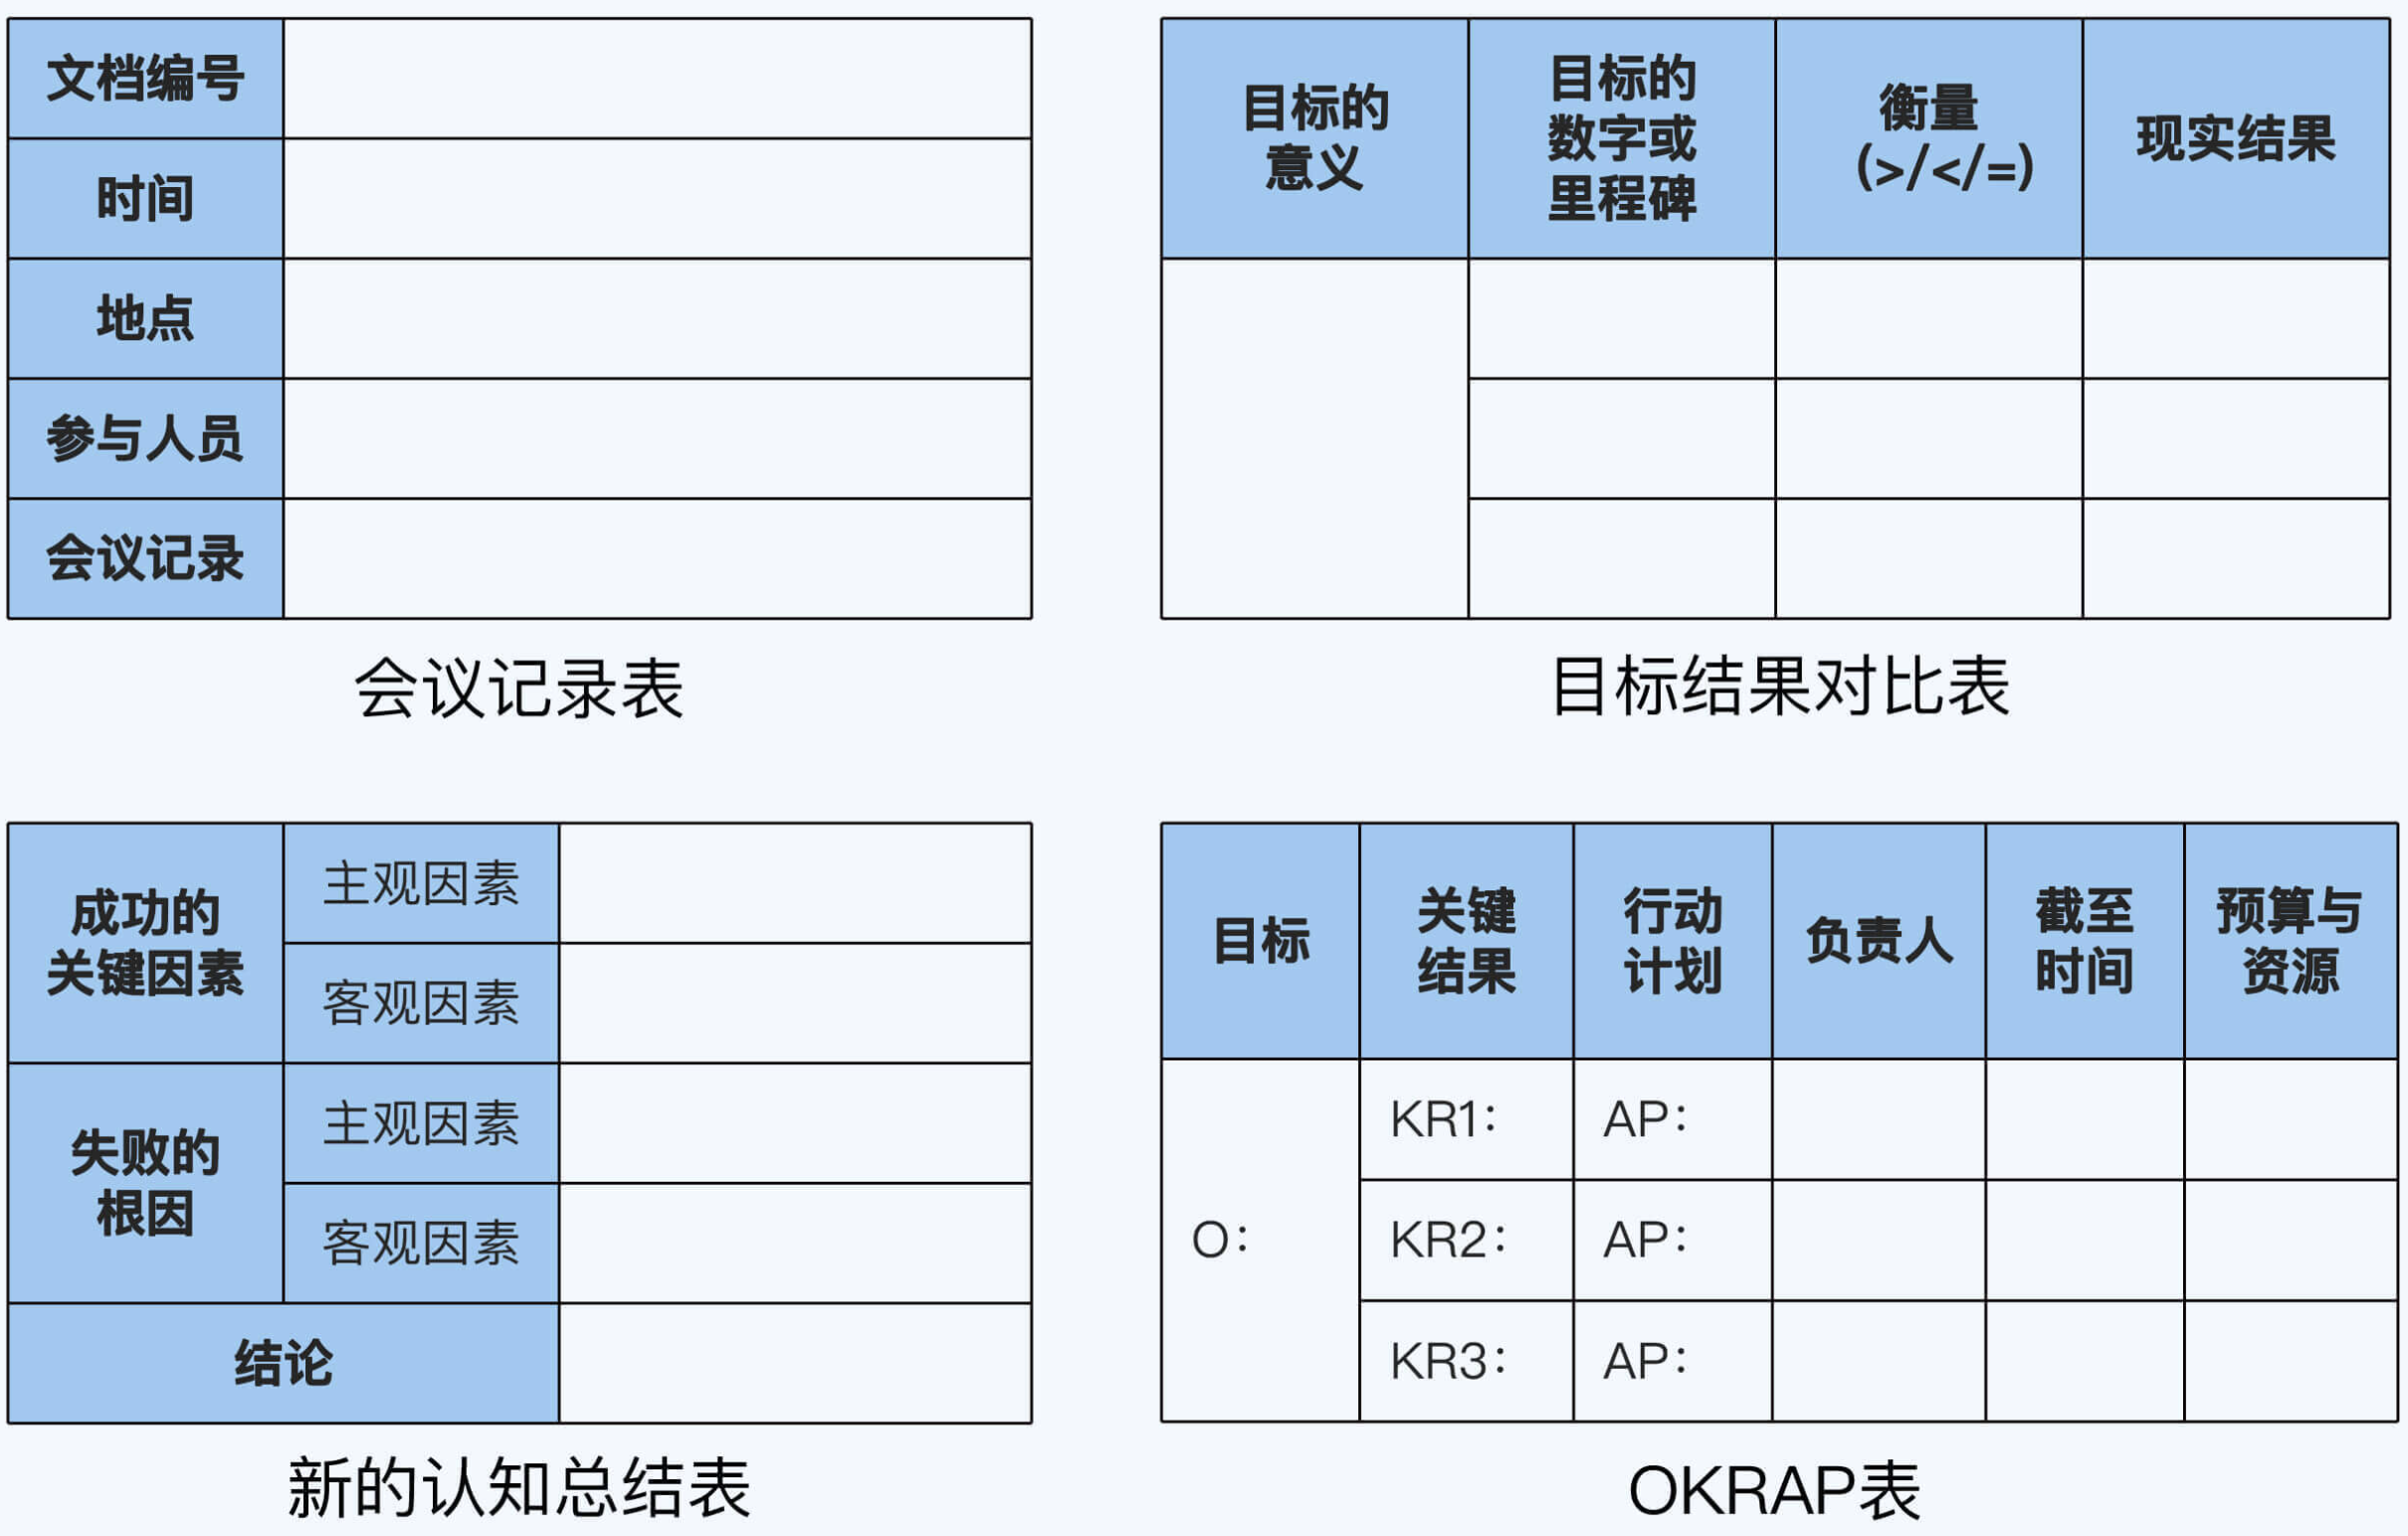 文档编号
时间
地点
参与人员
会议记录
会议记录表
目标的
意义
目标的
数字或
里程碑
衡量
(>/</=)
现实结果
目标结果对比表
成功的
关键因素
主观因素
客观因素
失败的
根因
主观因素
客观因素
结论
新的认知总结表
目标
关键
结果
行动
计划
负责人
截至
时间
预算与
资源
O：
KR1：
AP：
KR2：
AP：
KR3：
AP：
OKRAP表